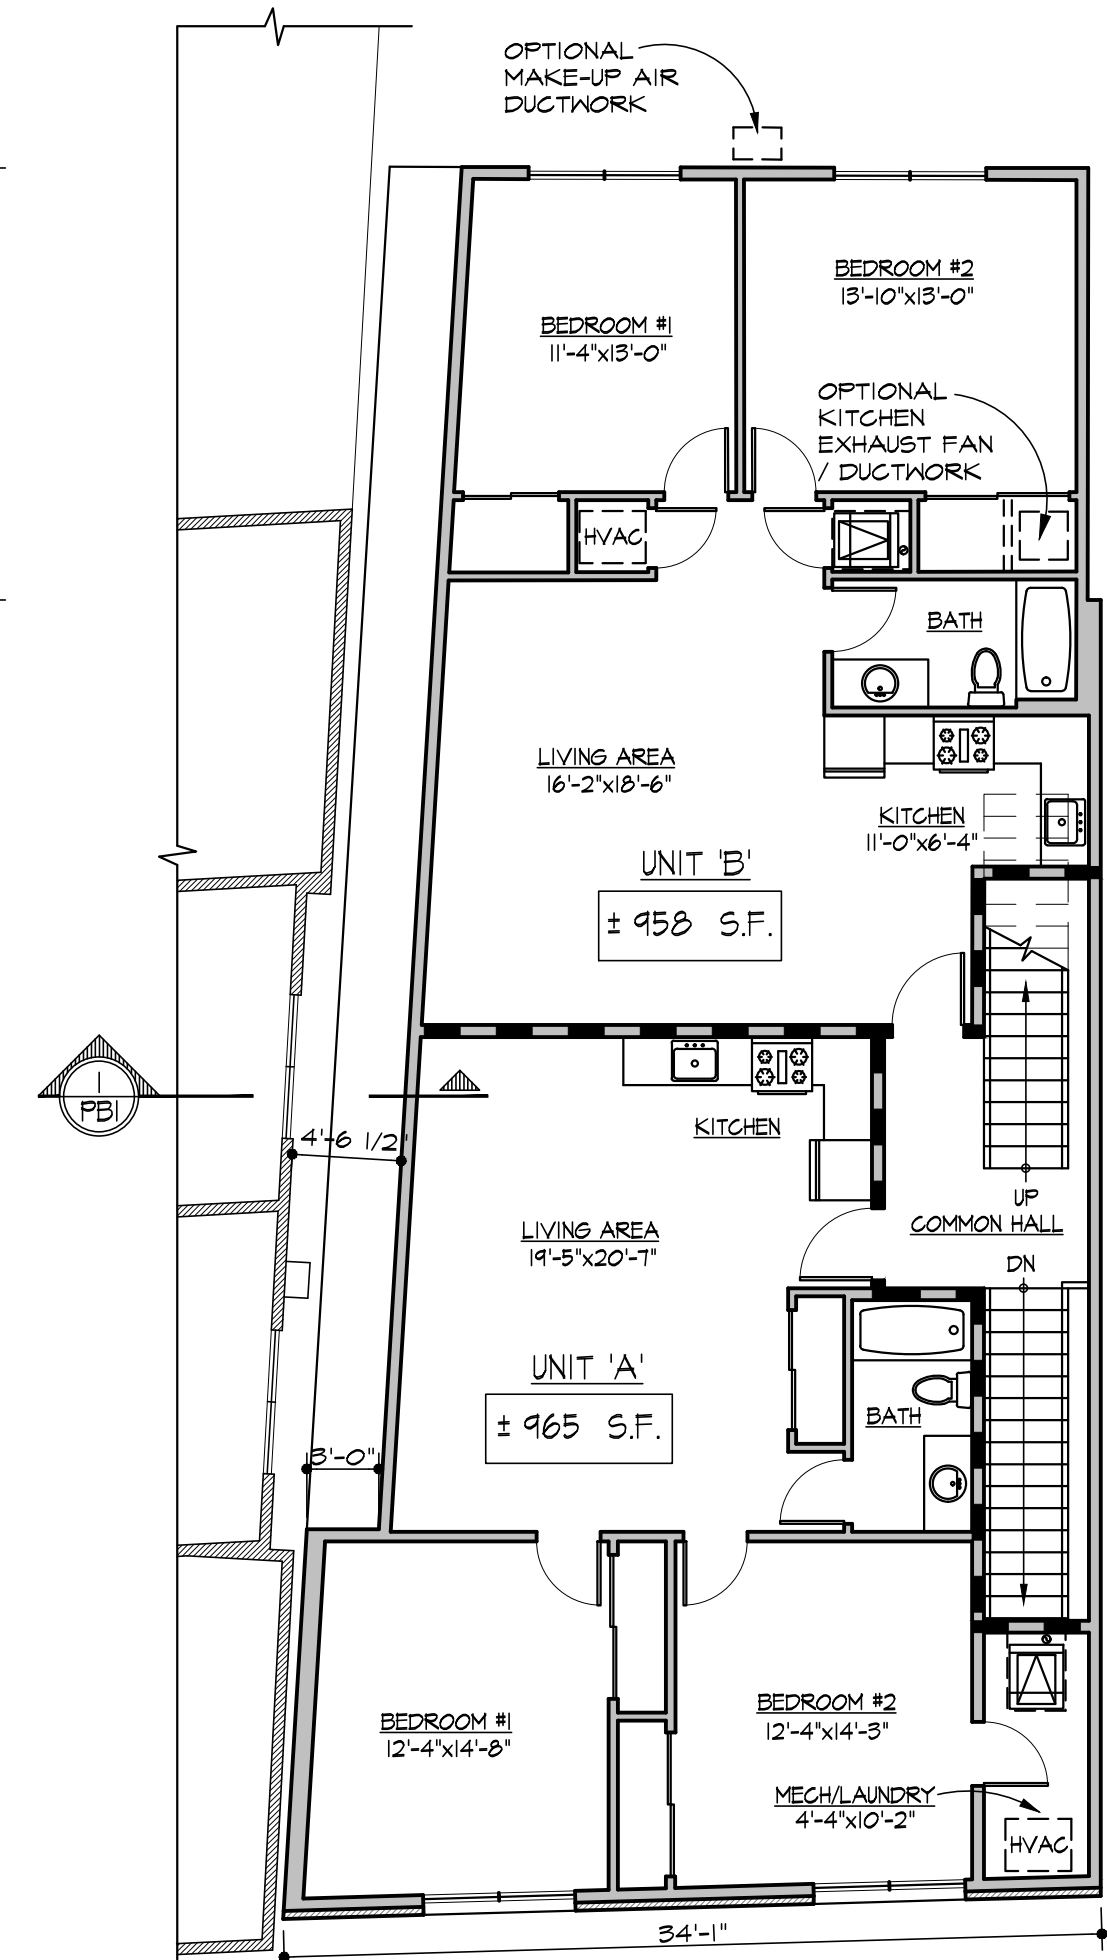 OPTIONAL
MAKE-UP AIR
DUCTWORK
BEDROOM #2
13'-10"x13'-0"
BEDROOM #1
11'-4"x13'-0"
OPTIONAL
KITCHEN
EXHAUST FAN
/ DUCTWORK
HVAC
BATH
LIVING AREA
16'-2"x18'-6"
KITCHEN
11'-0"x6'-4"
UNIT 'B'
± 958 S.F.
1
PB1
4'-6 1/2"
KITCHEN
UP
COMMON HALL
DN
LIVING AREA
19'-5"x20'-7"
UNIT 'A'
± 965 S.F.
BATH
3'-0"
BEDROOM #1
12'-4"x14'-8"
BEDROOM #2
12'-4"x14'-3"
MECH/LAUNDRY
4'-4"x10'-2"
HVAC
34'-1"